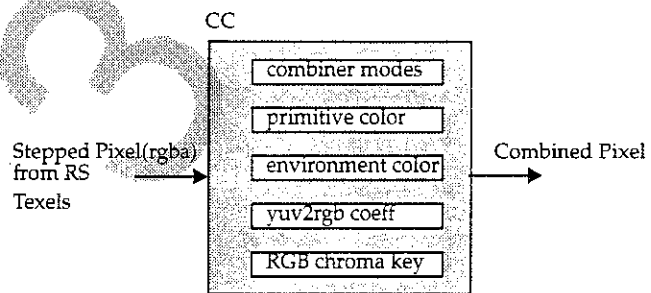 CC
combiner modes
primitive color
Stepped Pixel(rgba)
from RS
Texels
environment color
Combined Pixel
yuv2rgb coeff
RGB chroma key